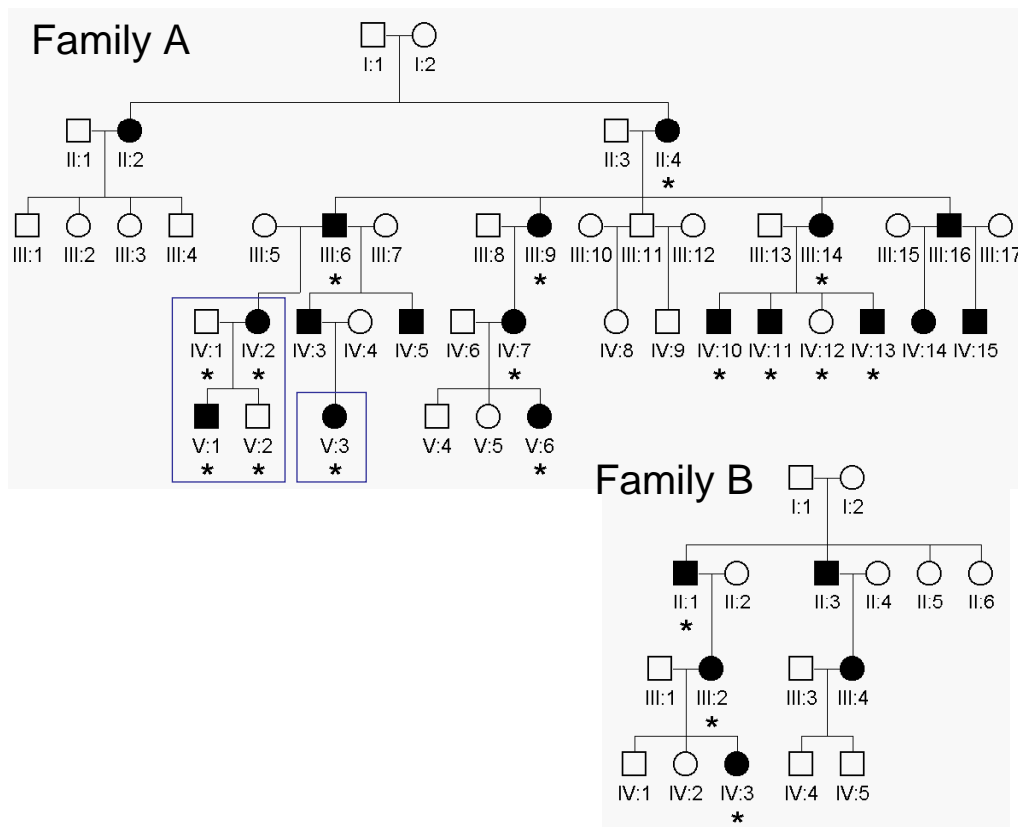 Family A
I:1 I:2
II:1 II:2 II:3 II:4
*
III:1 III:2 III:3 III:4 III:5 III:6 III:7 III:8 III:9 III:10 III:11 III:12 III:13 III:14 III:15 III:16 III:17
* * *
IV:1 IV:2 IV:3 IV:4 IV:5 IV:6 IV:7 IV:8 IV:9 IV:10 IV:11 IV:12 IV:13 IV:14 IV:15
* * * * * * *
V:1 V:2 V:3 V:4 V:5 V:6
* * * *
Family B
I:1 I:2
II:1 II:2 II:3 II:4 II:5 II:6
*
III:1 III:2 III:3 III:4
*
IV:1 IV:2 IV:3 IV:4 IV:5
*